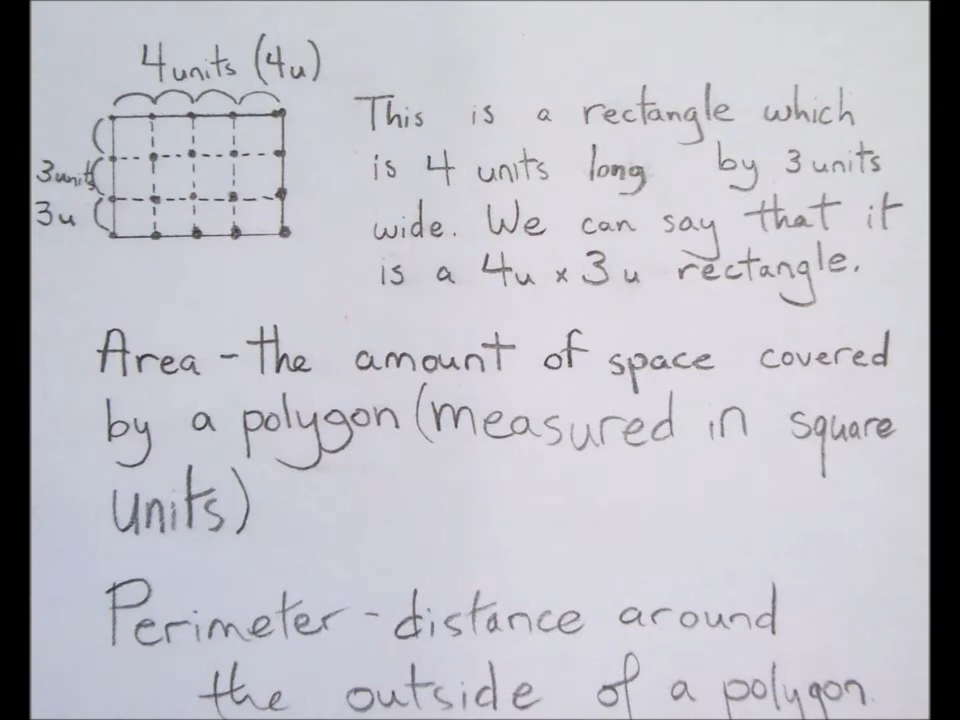 4 units (4u)
3 units
3u
This is a rectangle which
is 4 units long by 3 units
wide. We can say that it
is a 4u x 3u rectangle.
Area - the amount of space covered
by a polygon (measured in square
units)
Perimeter - distance around
the outside of a polygon.